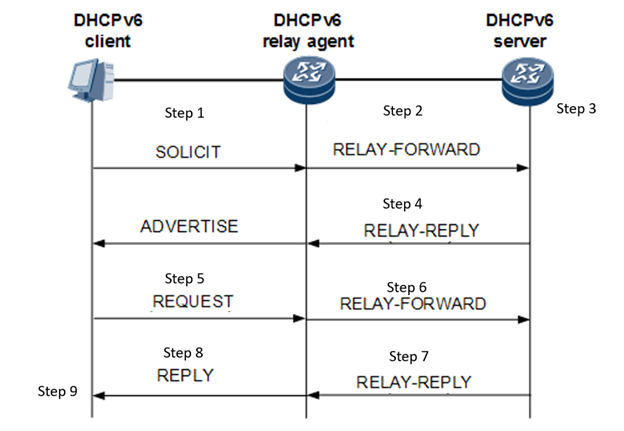 DHCPv6 client
DHCPv6 relay agent
DHCPv6 server
Step 1
Step 2
Step 3
SOLICIT
RELAY-FORWARD
Step 4
ADVERTISE
RELAY-REPLY
Step 5
Step 6
REQUEST
RELAY-FORWARD
Step 8
Step 7
REPLY
RELAY-REPLY
Step 9